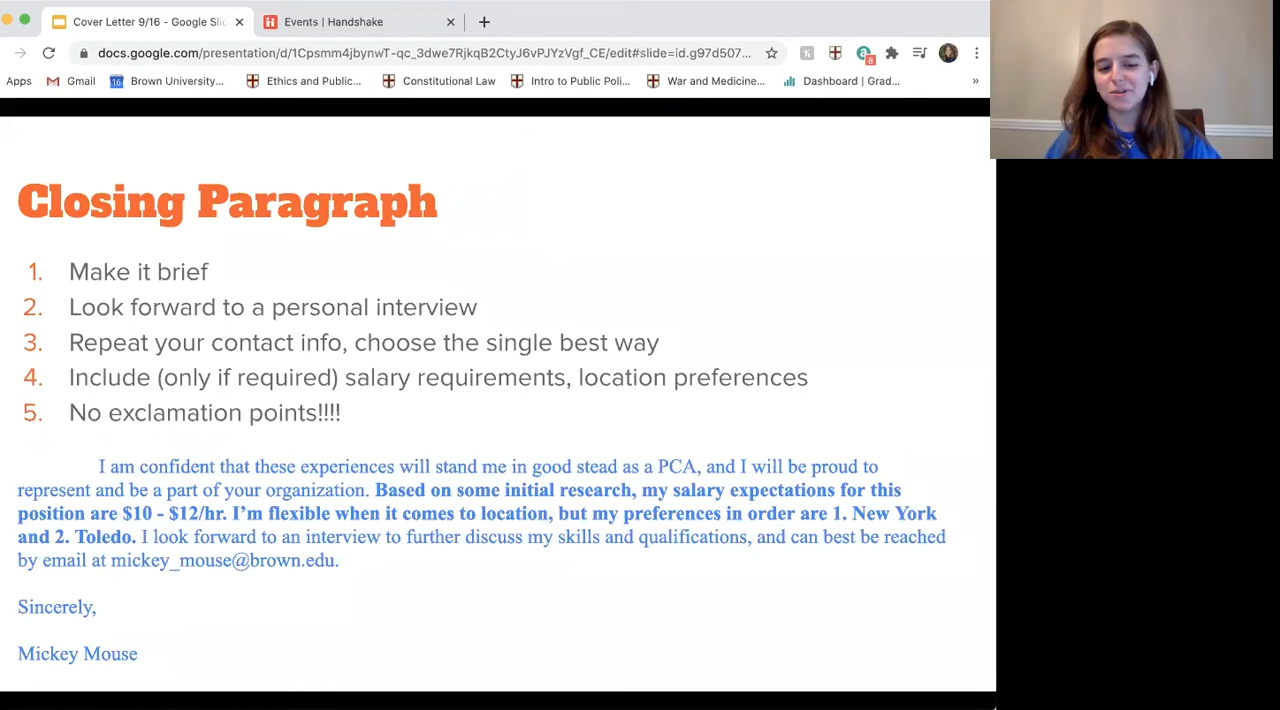 Cover Letter 9/16 - Google Slid
Events | Handshake
docs.google.com/presentation/d/1Cpsmm4jbynwT-qc_3dwe7RjkqB2CtyJ6vPJYzVgf_CE/edit#slide=id.g97d507...
8
Apps
Gmail
16
Brown University...
Ethics and Public...
Constitutional Law
Intro to Public Poli...
War and Medicine...
Dashboard | Grad...
»
Closing Paragraph
1. Make it brief
2. Look forward to a personal interview
3. Repeat your contact info, choose the single best way
4. Include (only if required) salary requirements, location preferences
5. No exclamation points!!!!
I am confident that these experiences will stand me in good stead as a PCA, and I will be proud to
represent and be a part of your organization. Based on some initial research, my salary expectations for this
position are $10 - $12/hr. I'm flexible when it comes to location, but my preferences in order are 1. New York
and 2. Toledo. I look forward to an interview to further discuss my skills and qualifications, and can best be reached
by email at mickey_mouse@brown.edu.
Sincerely,
Mickey Mouse